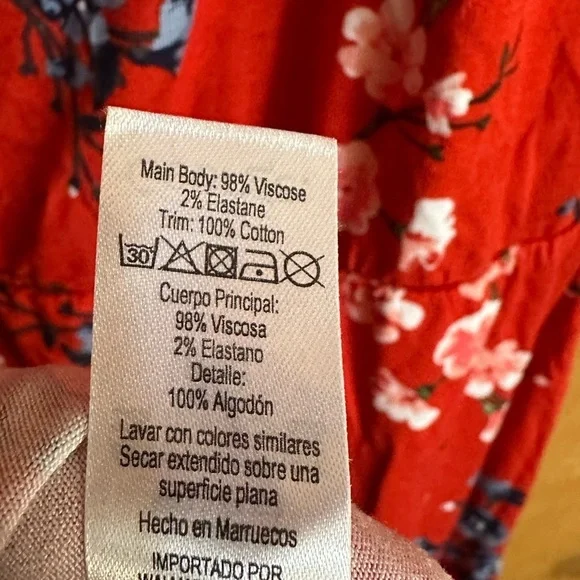 Main Body: 98% Viscose
2% Elastane
Trim: 100% Cotton
30
Cuerpo Principal:
98% Viscosa
2% Elastano
Detalle:
100% Algodón
Lavar con colores similares
Secar extendido sobre una
superficie plana
Hecho en Marruecos
IMPORTADO POR